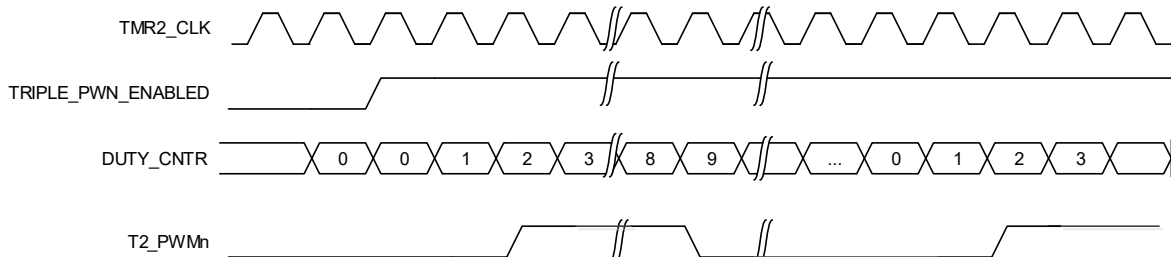 TMR2_CLK
TRIPLE_PWN_ENABLED
DUTY_CNTR 0 0 1 2 3 8 9 ... 0 1 2 3
T2_PWMn